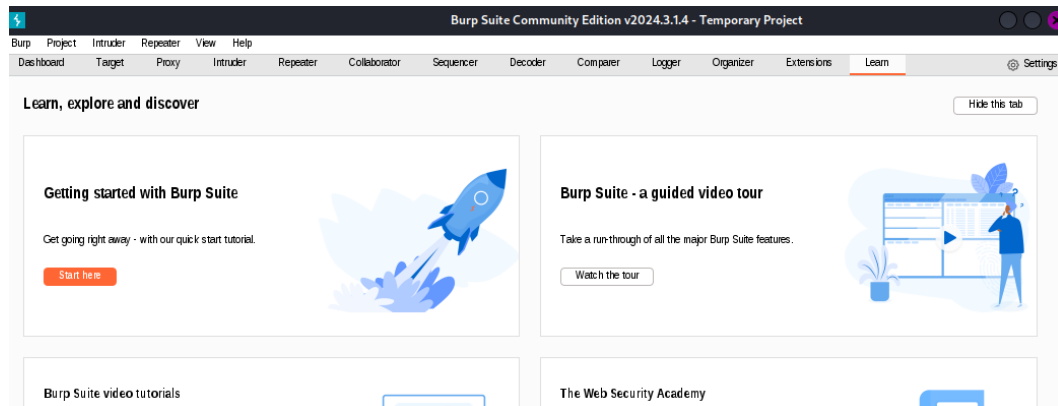 Burp Suite Community Edition v2024.3.1.4 - Temporary Project
Burp Project Intruder Repeater View Help
Dashboard Target Proxy Intruder Repeater Collaborator Sequencer Decoder Comparer Logger Organizer Extensions Learn Settings
Learn, explore and discover
Hide this tab
Getting started with Burp Suite
Get going right away - with our quick start tutorial.
Start here
Burp Suite - a guided video tour
Take a run-through of all the major Burp Suite features.
Watch the tour
Burp Suite video tutorials
The Web Security Academy